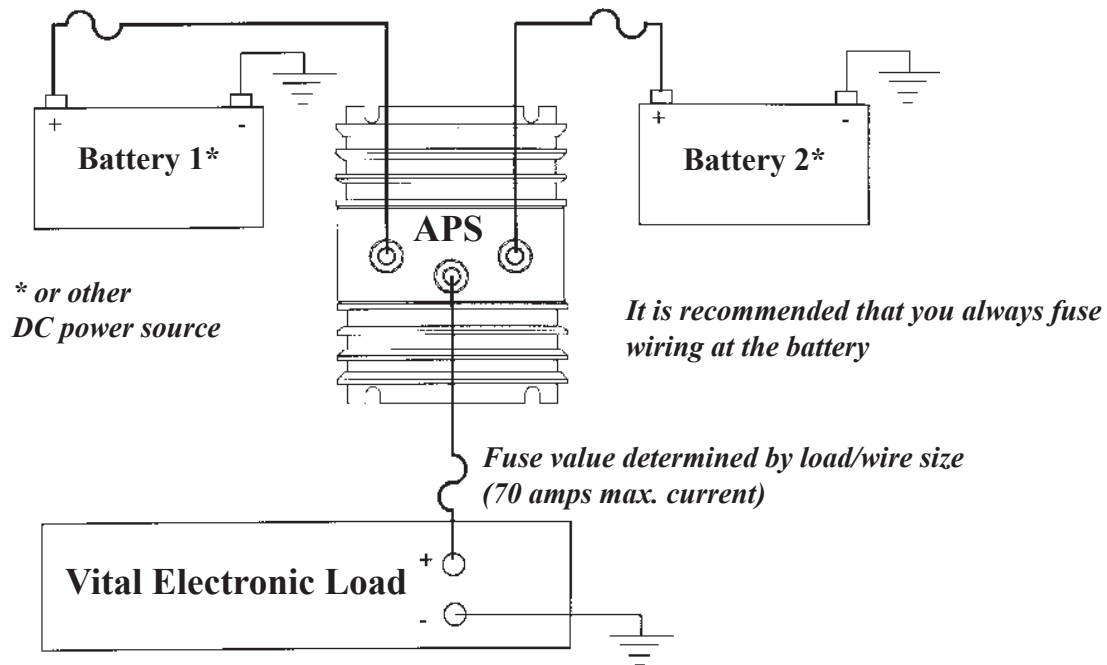 + -
Battery 1*
+ -
Battery 2*
APS
* or other
DC power source
It is recommended that you always fuse
wiring at the battery
Fuse value determined by load/wire size
(70 amps max. current)
Vital Electronic Load
+
-